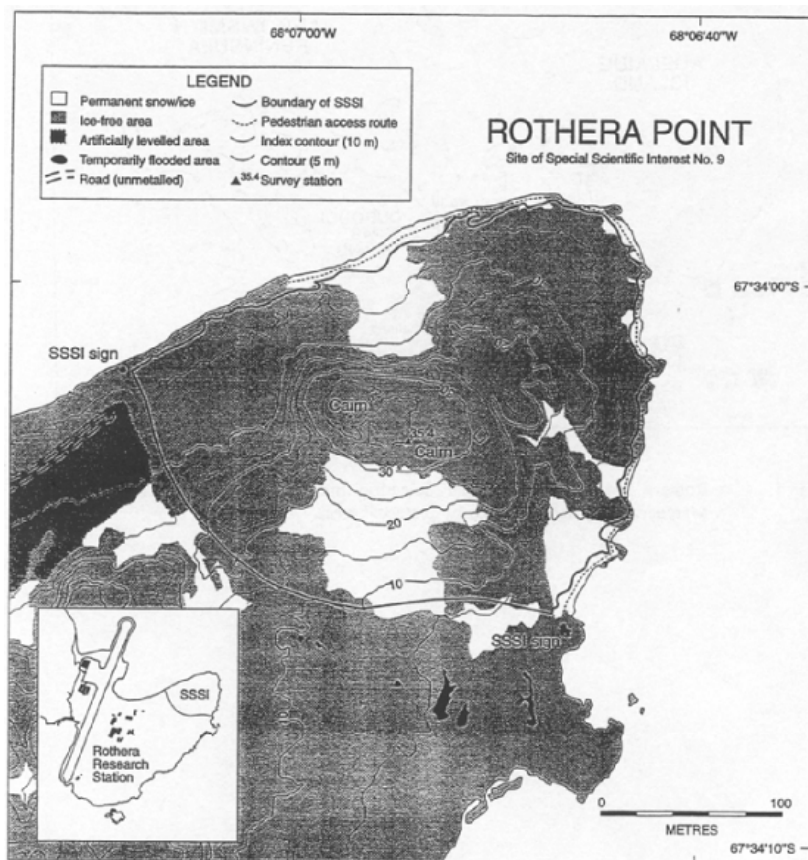 68°07'00"W
68°06'40"W
LEGEND
Permanent snow/ice
Ice-free area
Artificially levelled area
Temporarily flooded area
Road (unmetalled)
Boundary of SSSI
Pedestrian access route
Index contour (10 m)
Contour (5 m)
35.4 Survey station
ROTHERA POINT
Site of Special Scientific Interest No. 9
67°34'00"S
SSSI sign
Cairn
35.4
Cairn
30
20
10
SSSI sign
SSSI
Rothera
Research
Station
0
100
METRES
67°34'10"S